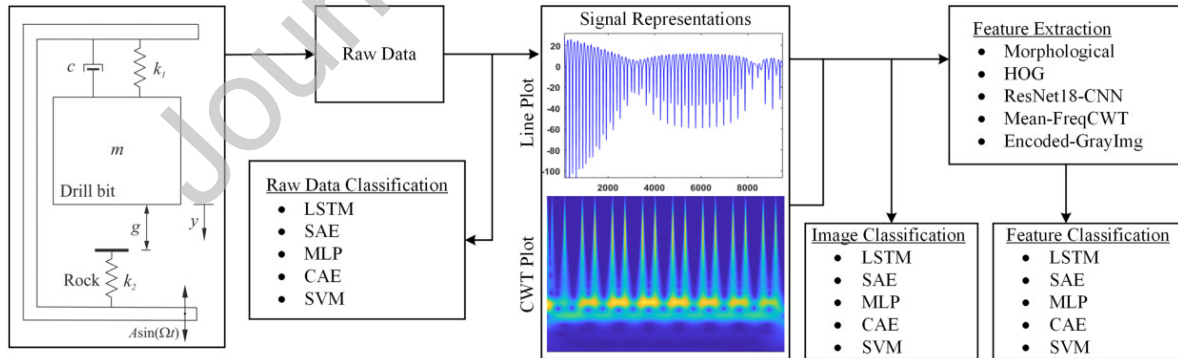 c
k₁
m
Drill bit
g
y
Rock
k₂
Asin(Ωt)
Raw Data
Raw Data Classification
• LSTM
• SAE
• MLP
• CAE
• SVM
Signal Representations
Line Plot
20
0
-20
-40
-60
-80
-100
2000
4000
6000
8000
CWT Plot
Feature Extraction
• Morphological
• HOG
• ResNet18-CNN
• Mean-FreqCWT
• Encoded-GrayImg
Image Classification
• LSTM
• SAE
• MLP
• CAE
• SVM
Feature Classification
• LSTM
• SAE
• MLP
• CAE
• SVM
Journ